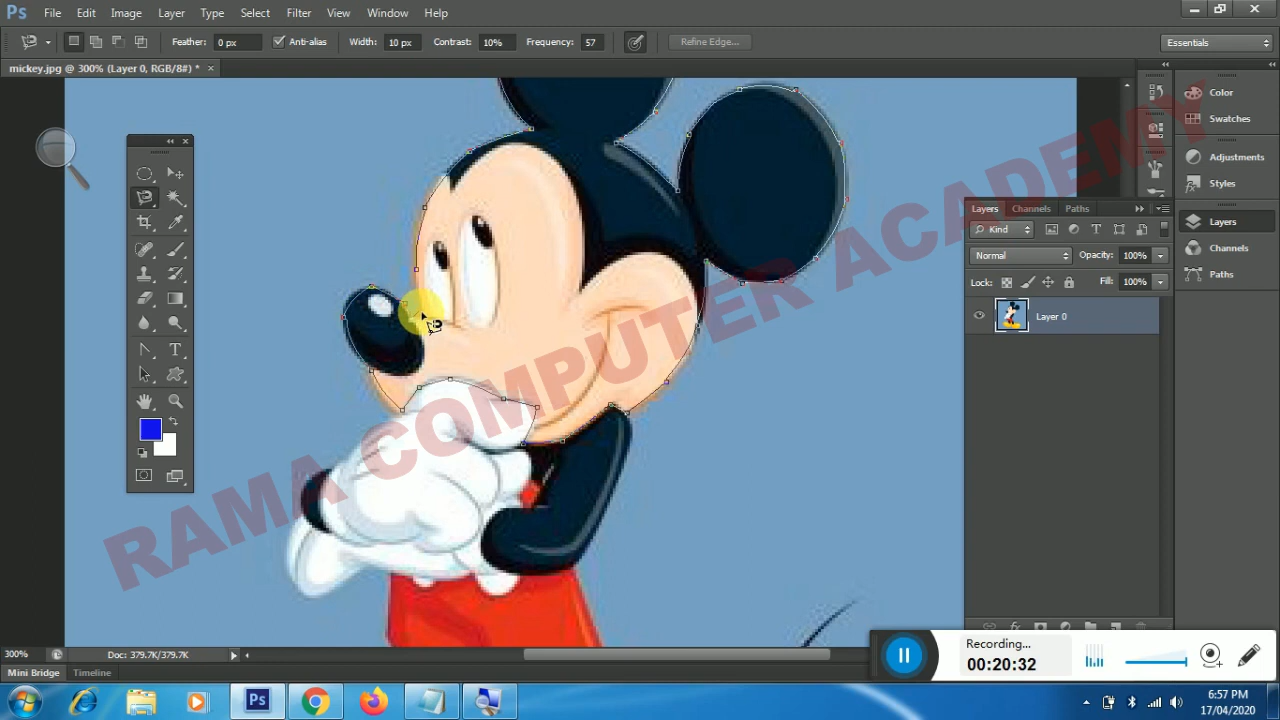 Ps File Edit Image Layer Type Select Filter View Window Help
Feather: 0 px Anti-alias Width: 10 px Contrast: 10% Frequency: 57 Refine Edge... Essentials
mickey.jpg @ 300% (Layer 0, RGB/8#) * ×
Color
Swatches
Adjustments
Styles
Layers
Channels
Paths
Layers Channels Paths
Kind
Normal Opacity: 100%
Lock: Fill: 100%
Layer 0
RAMA COMPUTER ACADEMY
300% Doc: 379.7K/379.7K
Mini Bridge Timeline
Recording...
00:20:32
Ps
6:57 PM
17/04/2020